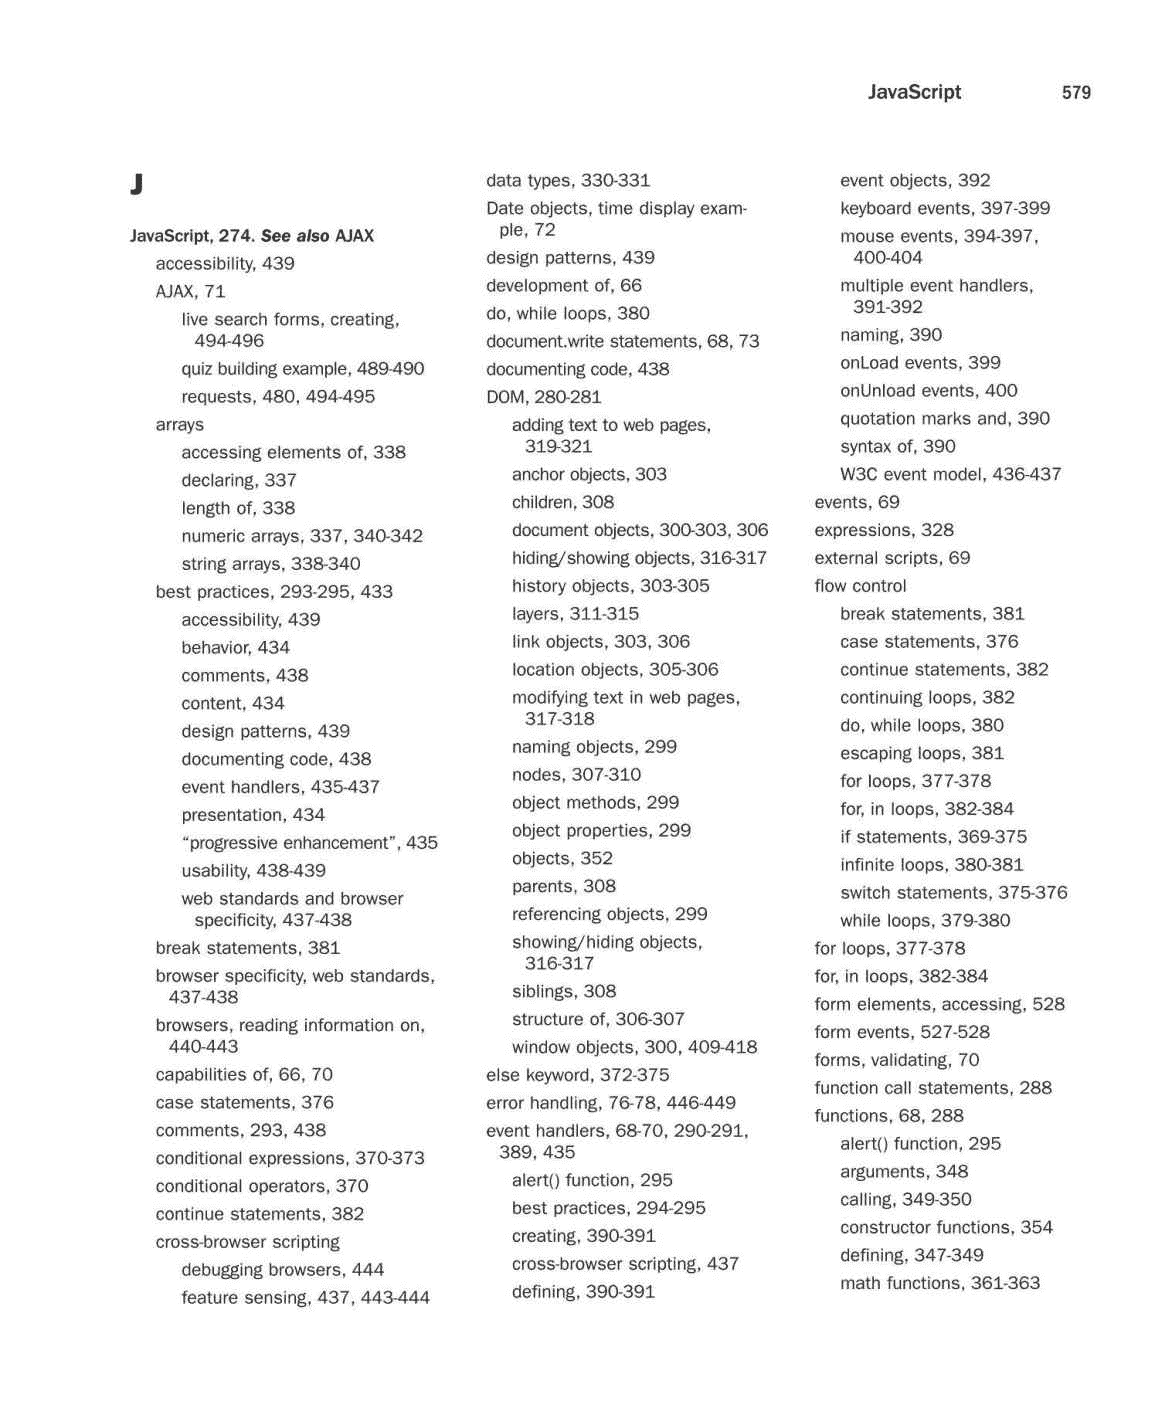 JavaScript 579
J
JavaScript, 274. See also AJAX
accessibility, 439
AJAX, 71
live search forms, creating,
494-496
quiz building example, 489-490
requests, 480, 494-495
arrays
accessing elements of, 338
declaring, 337
length of, 338
numeric arrays, 337, 340-342
string arrays, 338-340
best practices, 293-295, 433
accessibility, 439
behavior, 434
comments, 438
content, 434
design patterns, 439
documenting code, 438
event handlers, 435-437
presentation, 434
“progressive enhancement”, 435
usability, 438-439
web standards and browser
specificity, 437-438
break statements, 381
browser specificity, web standards,
437-438
browsers, reading information on,
440-443
capabilities of, 66, 70
case statements, 376
comments, 293, 438
conditional expressions, 370-373
conditional operators, 370
continue statements, 382
cross-browser scripting
debugging browsers, 444
feature sensing, 437, 443-444
data types, 330-331
Date objects, time display exam-
ple, 72
design patterns, 439
development of, 66
do, while loops, 380
document.write statements, 68, 73
documenting code, 438
DOM, 280-281
adding text to web pages,
319-321
anchor objects, 303
children, 308
document objects, 300-303, 306
hiding/showing objects, 316-317
history objects, 303-305
layers, 311-315
link objects, 303, 306
location objects, 305-306
modifying text in web pages,
317-318
naming objects, 299
nodes, 307-310
object methods, 299
object properties, 299
objects, 352
parents, 308
referencing objects, 299
showing/hiding objects,
316-317
siblings, 308
structure of, 306-307
window objects, 300, 409-418
else keyword, 372-375
error handling, 76-78, 446-449
event handlers, 68-70, 290-291,
389, 435
alert() function, 295
best practices, 294-295
creating, 390-391
cross-browser scripting, 437
defining, 390-391
event objects, 392
keyboard events, 397-399
mouse events, 394-397,
400-404
multiple event handlers,
391-392
naming, 390
onLoad events, 399
onUnload events, 400
quotation marks and, 390
syntax of, 390
W3C event model, 436-437
events, 69
expressions, 328
external scripts, 69
flow control
break statements, 381
case statements, 376
continue statements, 382
continuing loops, 382
do, while loops, 380
escaping loops, 381
for loops, 377-378
for, in loops, 382-384
if statements, 369-375
infinite loops, 380-381
switch statements, 375-376
while loops, 379-380
for loops, 377-378
for, in loops, 382-384
form elements, accessing, 528
form events, 527-528
forms, validating, 70
function call statements, 288
functions, 68, 288
alert() function, 295
arguments, 348
calling, 349-350
constructor functions, 354
defining, 347-349
math functions, 361-363